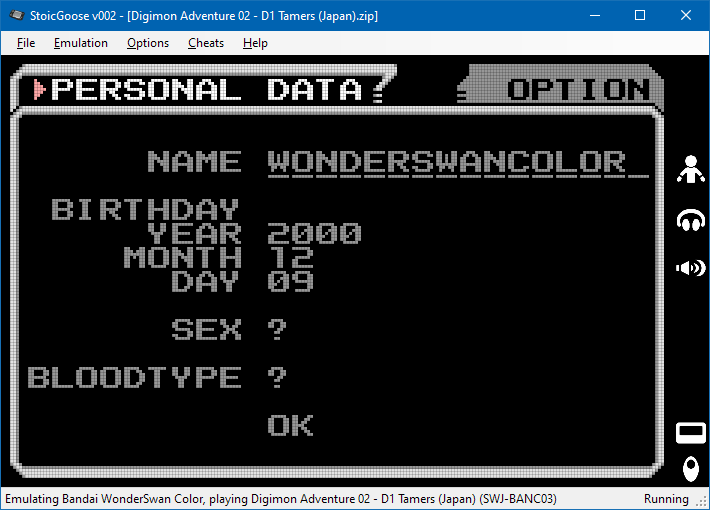 StoicGoose v002 - [Digimon Adventure 02 - D1 Tamers (Japan).zip]
File Emulation Options Cheats Help
PERSONAL DATA? OPTION
NAME WONDERSWANCOLOR_
BIRTHDAY
YEAR 2000
MONTH 12
DAY 09
SEX ?
BLOODTYPE ?
OK
Emulating Bandai WonderSwan Color, playing Digimon Adventure 02 - D1 Tamers (Japan) (SWJ-BANC03) Running